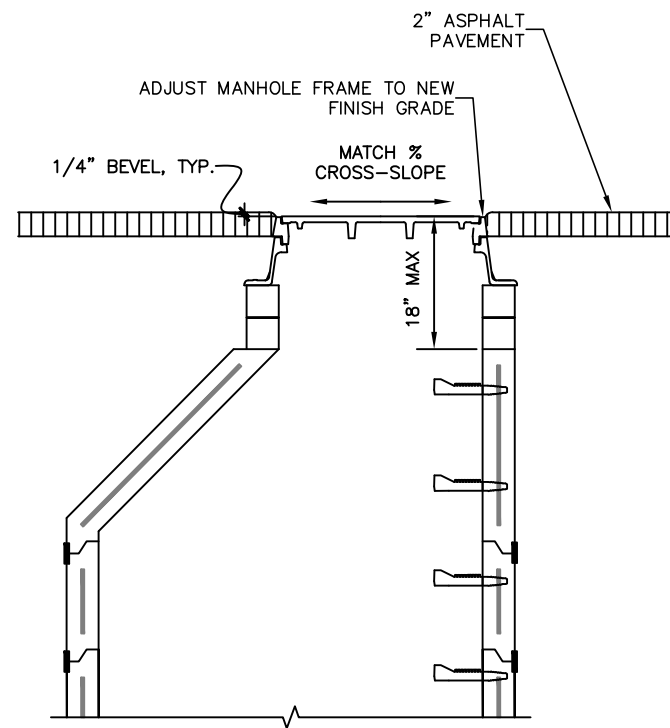 2" ASPHALT
PAVEMENT
ADJUST MANHOLE FRAME TO NEW
FINISH GRADE
MATCH %
CROSS-SLOPE
1/4" BEVEL, TYP.
18" MAX